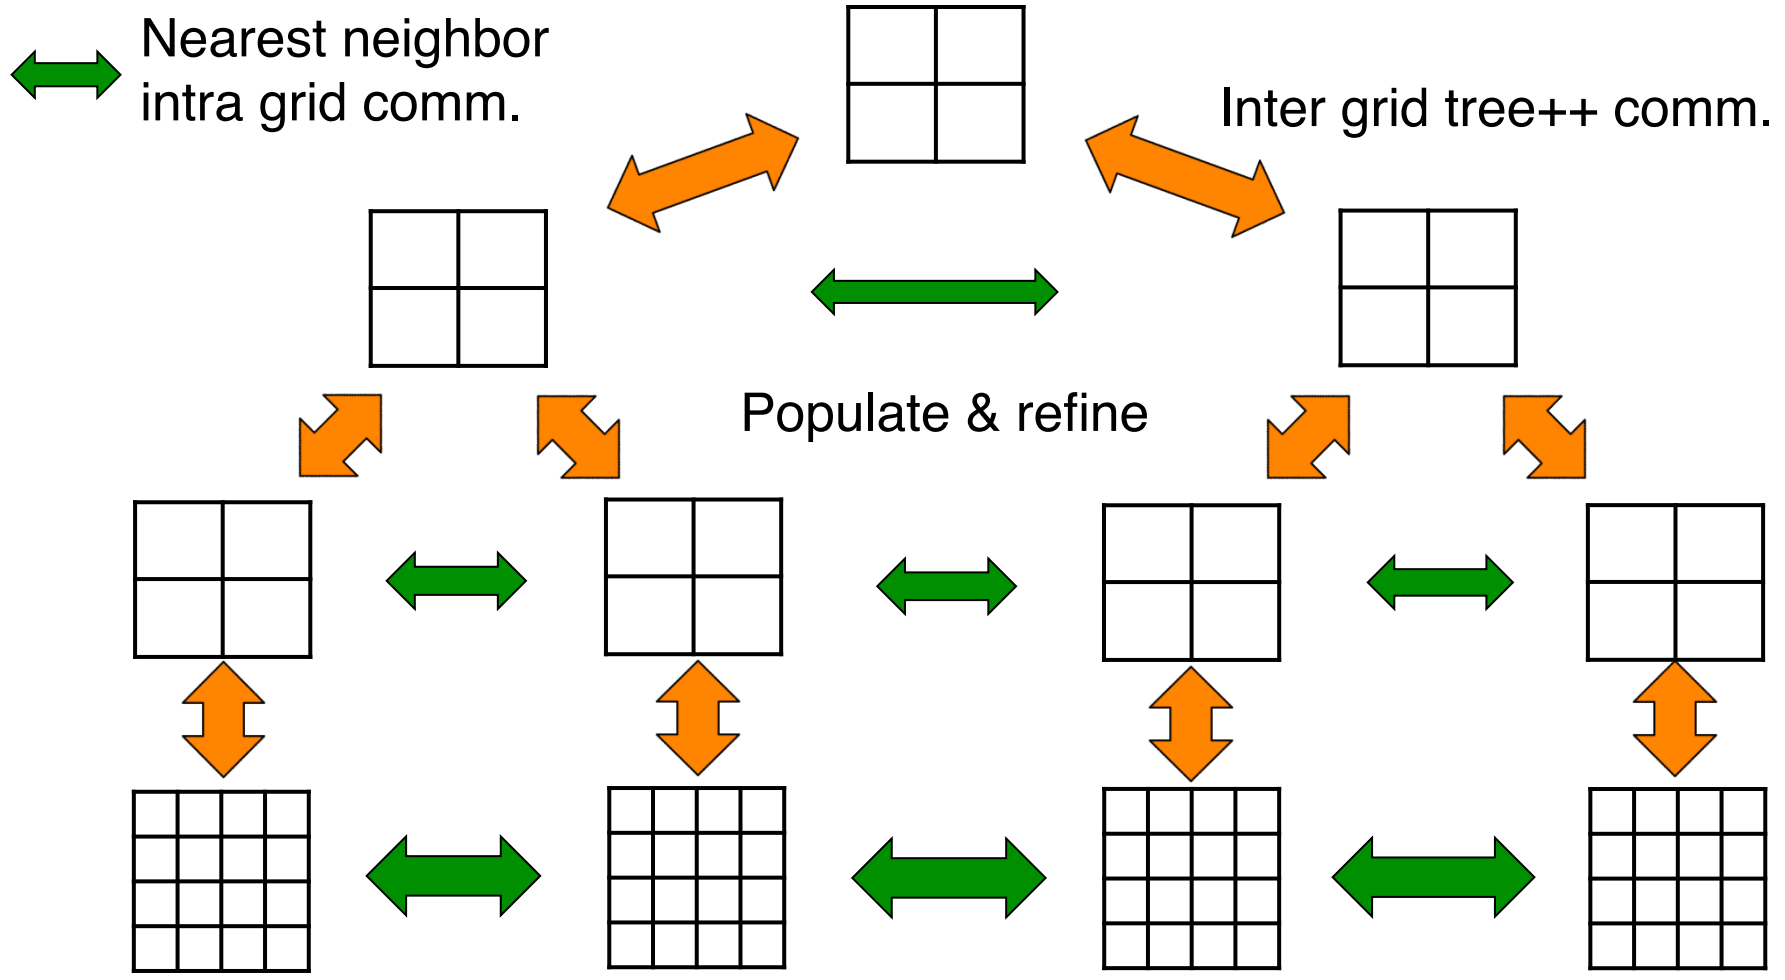 Nearest neighbor
intra grid comm.
Inter grid tree++ comm.
Populate & refine